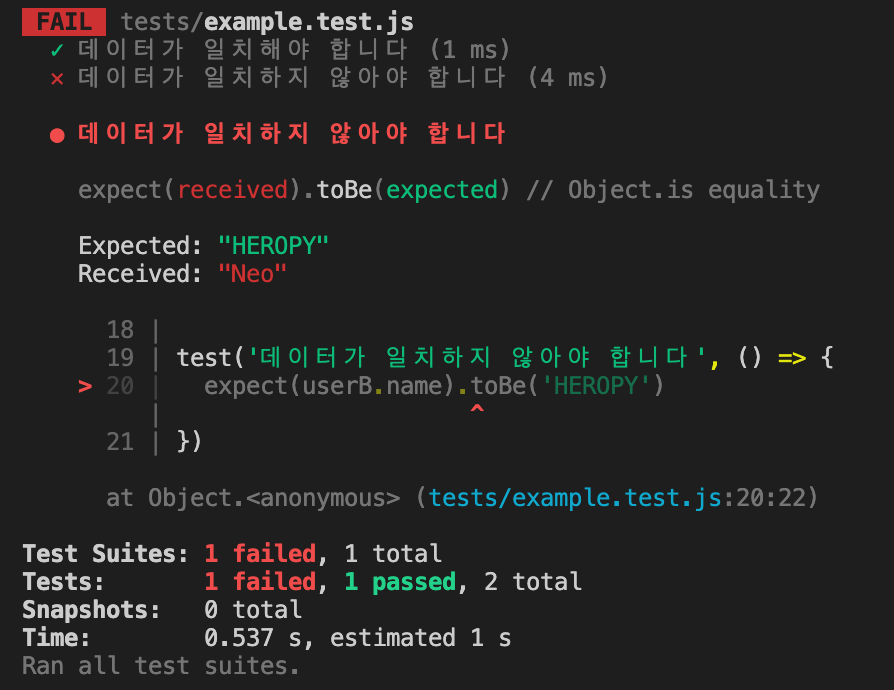 FAIL tests/example.test.js
✓ 데이터가 일치해야 합니다 (1 ms)
✕ 데이터가 일치하지 않아야 합니다 (4 ms)
● 데이터가 일치하지 않아야 합니다
expect(received).toBe(expected) // Object.is equality
Expected: "HEROPY"
Received: "Neo"
18 |
19 | test('데이터가 일치하지 않아야 합니다', () => {
> 20 | expect(userB.name).toBe('HEROPY')
| ^
21 | })
at Object.<anonymous> (tests/example.test.js:20:22)
Test Suites: 1 failed, 1 total
Tests: 1 failed, 1 passed, 2 total
Snapshots: 0 total
Time: 0.537 s, estimated 1 s
Ran all test suites.